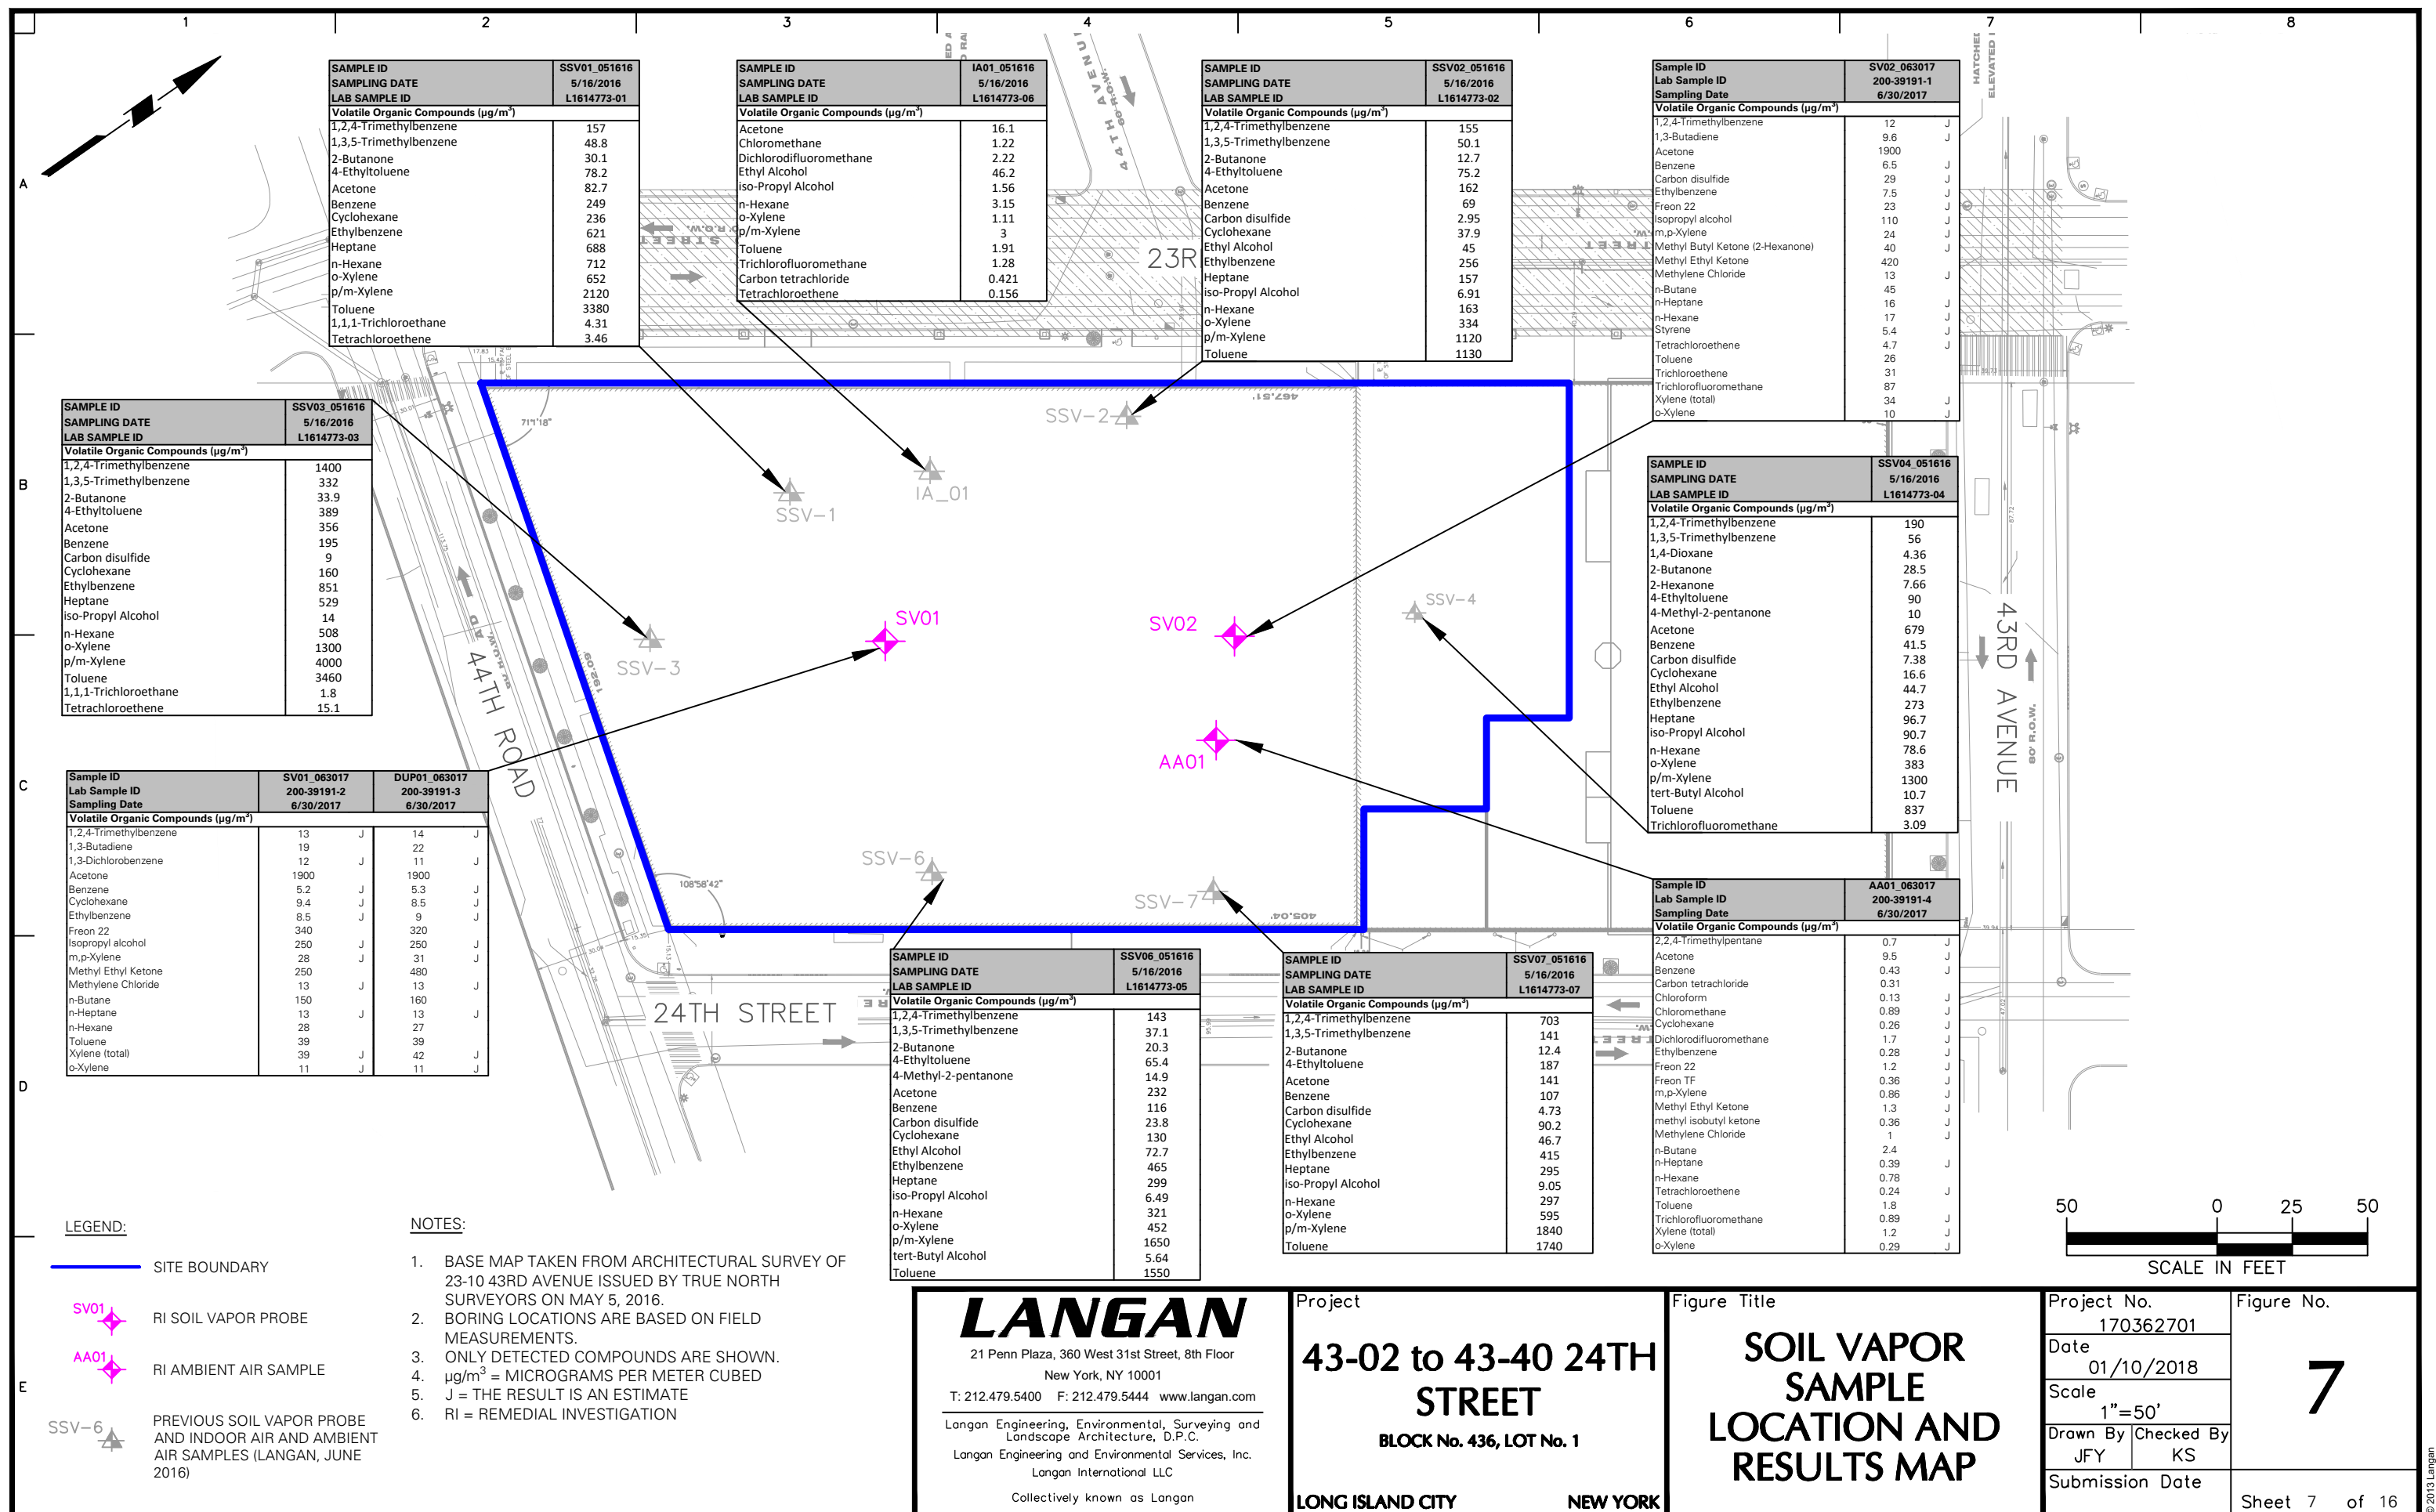 1 2 3 4 5 6 7 8
A
B
C
D
E
SAMPLE ID SSV01_051616
SAMPLING DATE 5/16/2016
LAB SAMPLE ID L1614773-01
Volatile Organic Compounds (µg/m³)
1,2,4-Trimethylbenzene 157
1,3,5-Trimethylbenzene 48.8
2-Butanone 30.1
4-Ethyltoluene 78.2
Acetone 82.7
Benzene 249
Cyclohexane 236
Ethylbenzene 621
Heptane 688
n-Hexane 712
o-Xylene 652
p/m-Xylene 2120
Toluene 3380
1,1,1-Trichloroethane 4.31
Tetrachloroethene 3.46
SAMPLE ID IA01_051616
SAMPLING DATE 5/16/2016
LAB SAMPLE ID L1614773-06
Volatile Organic Compounds (µg/m³)
Acetone 16.1
Chloromethane 1.22
Dichlorodifluoromethane 2.22
Ethyl Alcohol 46.2
iso-Propyl Alcohol 1.56
n-Hexane 3.15
o-Xylene 1.11
p/m-Xylene 3
Toluene 1.91
Trichlorofluoromethane 1.28
Carbon tetrachloride 0.421
Tetrachloroethene 0.156
SAMPLE ID SSV02_051616
SAMPLING DATE 5/16/2016
LAB SAMPLE ID L1614773-02
Volatile Organic Compounds (µg/m³)
1,2,4-Trimethylbenzene 155
1,3,5-Trimethylbenzene 50.1
2-Butanone 12.7
4-Ethyltoluene 75.2
Acetone 162
Benzene 69
Carbon disulfide 2.95
Cyclohexane 37.9
Ethyl Alcohol 45
Ethylbenzene 256
Heptane 157
iso-Propyl Alcohol 6.91
n-Hexane 163
o-Xylene 334
p/m-Xylene 1120
Toluene 1130
Sample ID SV02_063017
Lab Sample ID 200-39191-1
Sampling Date 6/30/2017
Volatile Organic Compounds (µg/m³)
1,2,4-Trimethylbenzene 12 J
1,3-Butadiene 9.6 J
Acetone 1900
Benzene 6.5 J
Carbon disulfide 29 J
Ethylbenzene 7.5 J
Freon 22 23 J
Isopropyl alcohol 110 J
m,p-Xylene 24 J
Methyl Butyl Ketone (2-Hexanone) 40 J
Methyl Ethyl Ketone 420
Methylene Chloride 13 J
n-Butane 45
n-Heptane 16 J
n-Hexane 17 J
Styrene 5.4 J
Tetrachloroethene 4.7 J
Toluene 26
Trichloroethene 31
Trichlorofluoromethane 87
Xylene (total) 34 J
o-Xylene 10 J
SAMPLE ID SSV03_051616
SAMPLING DATE 5/16/2016
LAB SAMPLE ID L1614773-03
Volatile Organic Compounds (µg/m³)
1,2,4-Trimethylbenzene 1400
1,3,5-Trimethylbenzene 332
2-Butanone 33.9
4-Ethyltoluene 389
Acetone 356
Benzene 195
Carbon disulfide 9
Cyclohexane 160
Ethylbenzene 851
Heptane 529
iso-Propyl Alcohol 14
n-Hexane 508
o-Xylene 1300
p/m-Xylene 4000
Toluene 3460
1,1,1-Trichloroethane 1.8
Tetrachloroethene 15.1
SAMPLE ID SSV04_051616
SAMPLING DATE 5/16/2016
LAB SAMPLE ID L1614773-04
Volatile Organic Compounds (µg/m³)
1,2,4-Trimethylbenzene 190
1,3,5-Trimethylbenzene 56
1,4-Dioxane 4.36
2-Butanone 28.5
2-Hexanone 7.66
4-Ethyltoluene 90
4-Methyl-2-pentanone 10
Acetone 679
Benzene 41.5
Carbon disulfide 7.38
Cyclohexane 16.6
Ethyl Alcohol 44.7
Ethylbenzene 273
Heptane 96.7
iso-Propyl Alcohol 90.7
n-Hexane 78.6
o-Xylene 383
p/m-Xylene 1300
tert-Butyl Alcohol 10.7
Toluene 837
Trichlorofluoromethane 3.09
Sample ID SV01_063017 DUP01_063017
Lab Sample ID 200-39191-2 200-39191-3
Sampling Date 6/30/2017 6/30/2017
Volatile Organic Compounds (µg/m³)
1,2,4-Trimethylbenzene 13 J 14 J
1,3-Butadiene 19 22
1,3-Dichlorobenzene 12 J 11 J
Acetone 1900 1900
Benzene 5.2 J 5.3 J
Cyclohexane 9.4 J 8.5 J
Ethylbenzene 8.5 J 9 J
Freon 22 340 320
Isopropyl alcohol 250 J 250 J
m,p-Xylene 28 J 31 J
Methyl Ethyl Ketone 250 480
Methylene Chloride 13 J 13 J
n-Butane 150 160
n-Heptane 13 J 13 J
n-Hexane 28 27
Toluene 39 39
Xylene (total) 39 J 42 J
o-Xylene 11 J 11 J
SAMPLE ID SSV06_051616
SAMPLING DATE 5/16/2016
LAB SAMPLE ID L1614773-05
Volatile Organic Compounds (µg/m³)
1,2,4-Trimethylbenzene 143
1,3,5-Trimethylbenzene 37.1
2-Butanone 20.3
4-Ethyltoluene 65.4
4-Methyl-2-pentanone 14.9
Acetone 232
Benzene 116
Carbon disulfide 23.8
Cyclohexane 130
Ethyl Alcohol 72.7
Ethylbenzene 465
Heptane 299
iso-Propyl Alcohol 6.49
n-Hexane 321
o-Xylene 452
p/m-Xylene 1650
tert-Butyl Alcohol 5.64
Toluene 1550
SAMPLE ID SSV07_051616
SAMPLING DATE 5/16/2016
LAB SAMPLE ID L1614773-07
Volatile Organic Compounds (µg/m³)
1,2,4-Trimethylbenzene 703
1,3,5-Trimethylbenzene 141
2-Butanone 12.4
4-Ethyltoluene 187
Acetone 141
Benzene 107
Carbon disulfide 4.73
Cyclohexane 90.2
Ethyl Alcohol 46.7
Ethylbenzene 415
Heptane 295
iso-Propyl Alcohol 9.05
n-Hexane 297
o-Xylene 595
p/m-Xylene 1840
Toluene 1740
Sample ID AA01_063017
Lab Sample ID 200-39191-4
Sampling Date 6/30/2017
Volatile Organic Compounds (µg/m³)
2,2,4-Trimethylpentane 0.7 J
Acetone 9.5 J
Benzene 0.43 J
Carbon tetrachloride 0.31
Chloroform 0.13 J
Chloromethane 0.89 J
Cyclohexane 0.26 J
Dichlorodifluoromethane 1.7 J
Ethylbenzene 0.28 J
Freon 22 1.2 J
Freon TF 0.36 J
m,p-Xylene 0.86 J
Methyl Ethyl Ketone 1.3 J
methyl isobutyl ketone 0.36 J
Methylene Chloride 1 J
n-Butane 2.4
n-Heptane 0.39 J
n-Hexane 0.78
Tetrachloroethene 0.24 J
Toluene 1.8
Trichlorofluoromethane 0.89 J
Xylene (total) 1.2 J
o-Xylene 0.29 J
44TH AVENU
60' R.O.W.
HATCHED
ELEVATED
23R
STREET
SSV-2
467.51'
71°1'18"
SSV-1
IA_01
SSV-3
SV01
SV02
SSV-4
AA01
SSV-6
SSV-7
192.09
108°58'42"
405.04'
44TH ROAD
43RD AVENUE
80' R.O.W.
24TH STREET
50 0 25 50
SCALE IN FEET
LEGEND:
SITE BOUNDARY
SV01 RI SOIL VAPOR PROBE
AA01 RI AMBIENT AIR SAMPLE
SSV-6 PREVIOUS SOIL VAPOR PROBE
AND INDOOR AIR AND AMBIENT
AIR SAMPLES (LANGAN, JUNE
2016)
NOTES:
1. BASE MAP TAKEN FROM ARCHITECTURAL SURVEY OF
23-10 43RD AVENUE ISSUED BY TRUE NORTH
SURVEYORS ON MAY 5, 2016.
2. BORING LOCATIONS ARE BASED ON FIELD
MEASUREMENTS.
3. ONLY DETECTED COMPOUNDS ARE SHOWN.
4. µg/m³ = MICROGRAMS PER METER CUBED
5. J = THE RESULT IS AN ESTIMATE
6. RI = REMEDIAL INVESTIGATION
LANGAN
21 Penn Plaza, 360 West 31st Street, 8th Floor
New York, NY 10001
T: 212.479.5400 F: 212.479.5444 www.langan.com
Langan Engineering, Environmental, Surveying and
Landscape Architecture, D.P.C.
Langan Engineering and Environmental Services, Inc.
Langan International LLC
Collectively known as Langan
Project
43-02 to 43-40 24TH
STREET
BLOCK No. 436, LOT No. 1
LONG ISLAND CITY NEW YORK
Figure Title
SOIL VAPOR
SAMPLE
LOCATION AND
RESULTS MAP
Project No.
170362701
Date
01/10/2018
Scale
1"=50'
Drawn By Checked By
JFY KS
Submission Date
Figure No.
7
Sheet 7 of 16